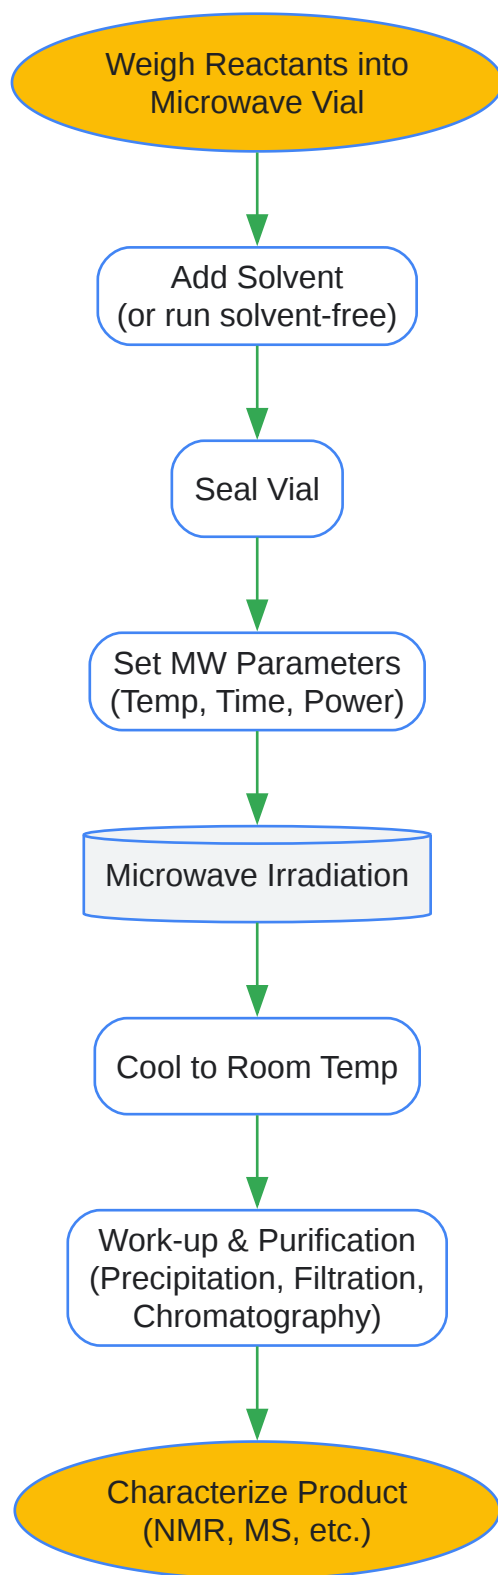 Weigh Reactants into
Microwave Vial
Add Solvent
(or run solvent-free)
Seal Vial
Set MW Parameters
(Temp, Time, Power)
Microwave Irradiation
Cool to Room Temp
Work-up & Purification
(Precipitation, Filtration,
Chromatography)
Characterize Product
(NMR, MS, etc.)